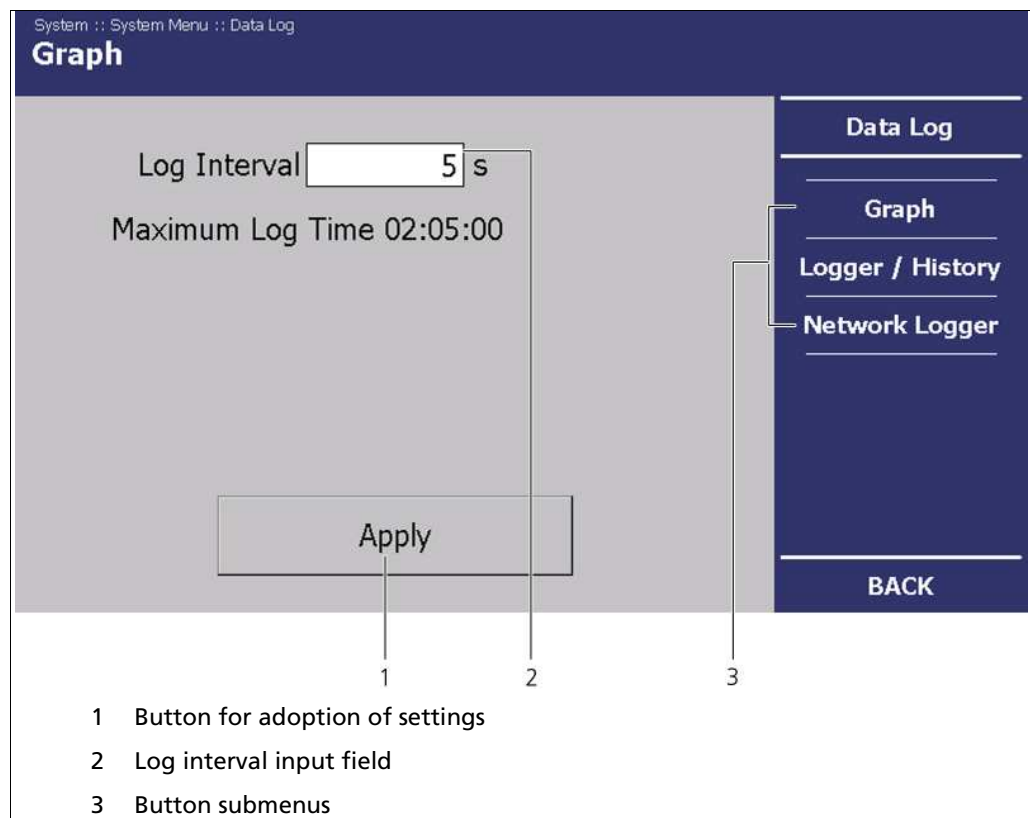 System :: System Menu :: Data Log
Graph
Log Interval 5 s
Maximum Log Time 02:05:00
Apply
Data Log
Graph
Logger / History
Network Logger
BACK
1 2 3
1 Button for adoption of settings
2 Log interval input field
3 Button submenus